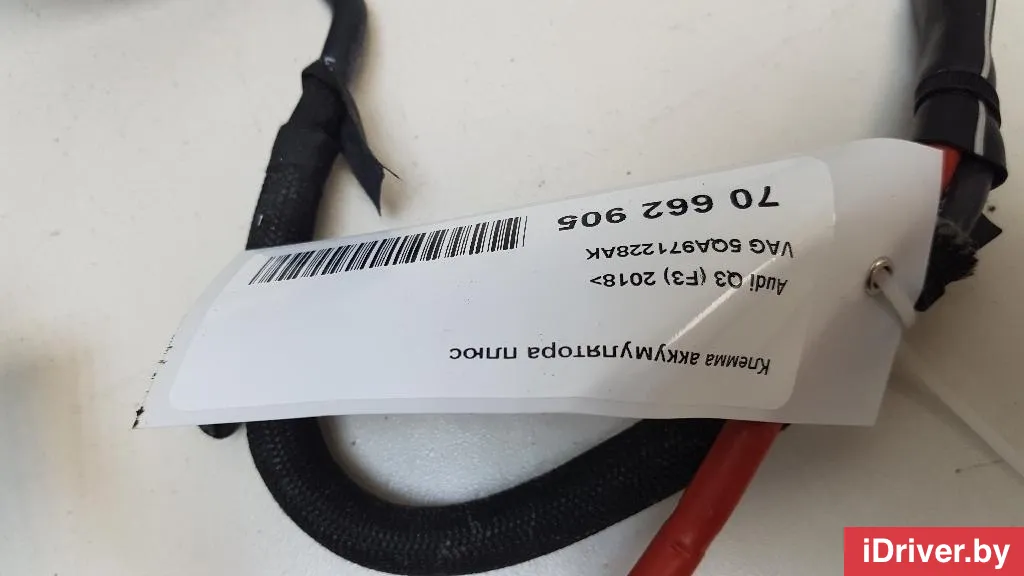 Клемма аккумулятора плюс
Audi Q3 (F3) 2018>
VAG 5QA971228AK
70 662 905
iDriver.by